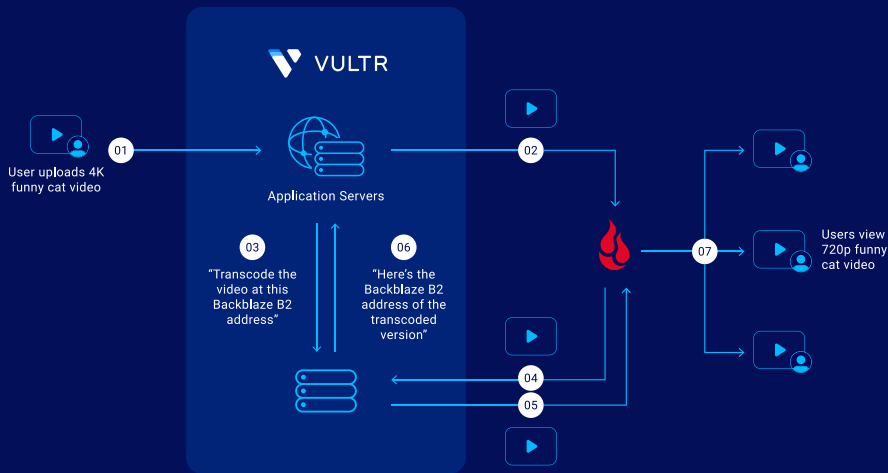 VULTR
01
User uploads 4K
funny cat video
Application Servers
02
03
“Transcode the
video at this
Backblaze B2
address”
06
“Here’s the
Backblaze B2
address of the
transcoded
version”
04
05
07
Users view
720p funny
cat video